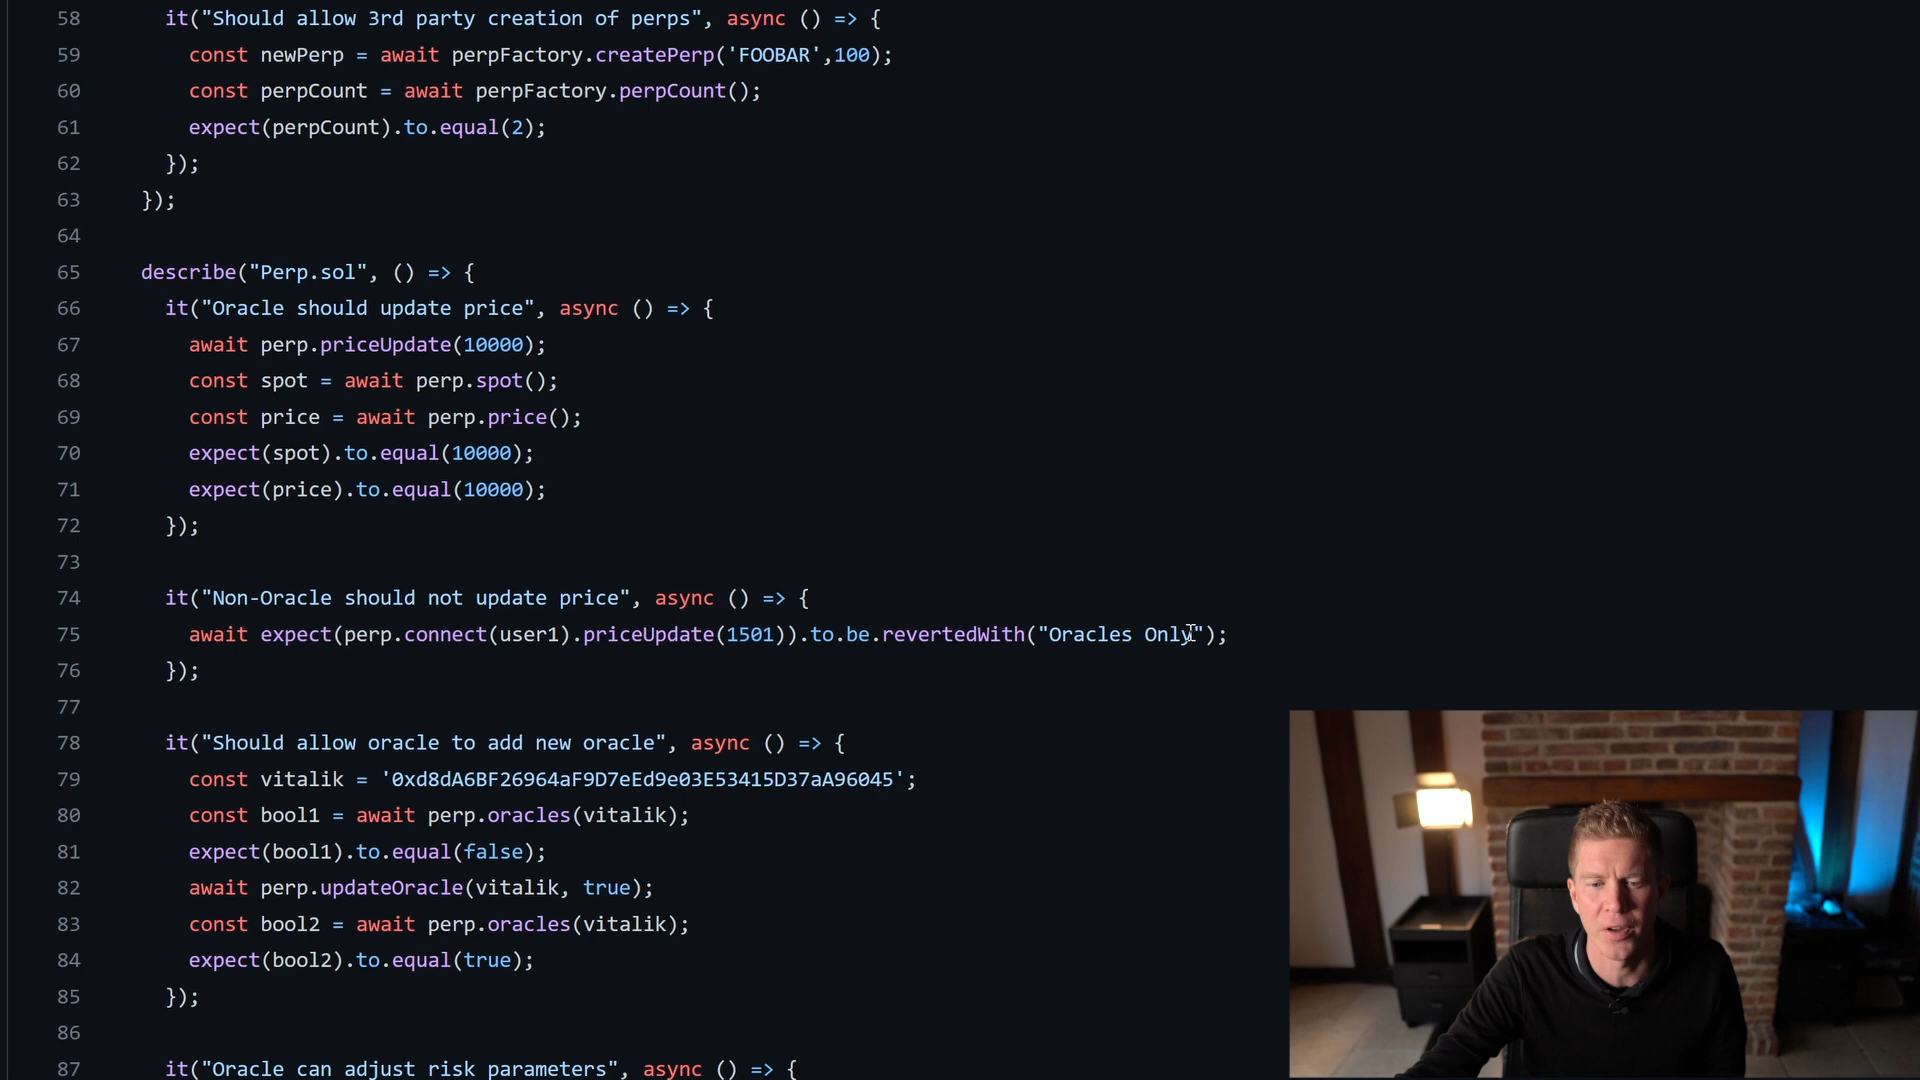 58 it("Should allow 3rd party creation of perps", async () => {
59 const newPerp = await perpFactory.createPerp('FOOBAR',100);
60 const perpCount = await perpFactory.perpCount();
61 expect(perpCount).to.equal(2);
62 });
63 });
64
65 describe("Perp.sol", () => {
66 it("Oracle should update price", async () => {
67 await perp.priceUpdate(10000);
68 const spot = await perp.spot();
69 const price = await perp.price();
70 expect(spot).to.equal(10000);
71 expect(price).to.equal(10000);
72 });
73
74 it("Non-Oracle should not update price", async () => {
75 await expect(perp.connect(user1).priceUpdate(1501)).to.be.revertedWith("Oracles Only");
76 });
77
78 it("Should allow oracle to add new oracle", async () => {
79 const vitalik = '0xd8dA6BF26964aF9D7eEd9e03E53415D37aA96045';
80 const bool1 = await perp.oracles(vitalik);
81 expect(bool1).to.equal(false);
82 await perp.updateOracle(vitalik, true);
83 const bool2 = await perp.oracles(vitalik);
84 expect(bool2).to.equal(true);
85 });
86
87 it("Oracle can adjust risk parameters", async () => {